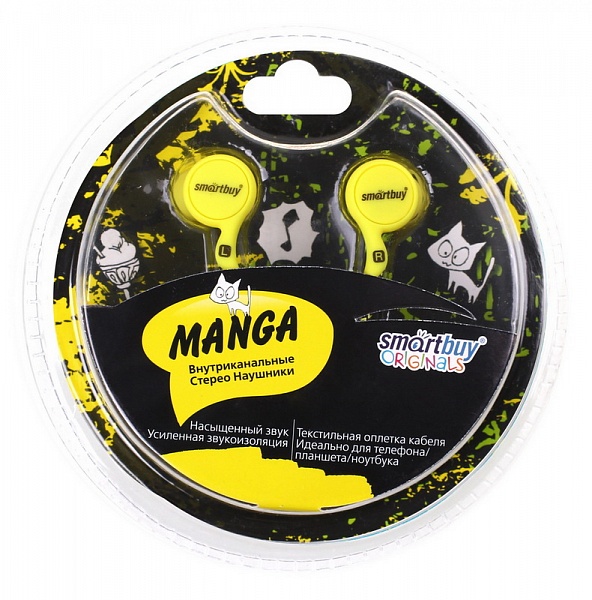 smartbuy
smartbuy
L
R
MANGA
Внутриканальные
Стерео Наушники
smartbuy
ORIGINALS
Насыщенный звук
Усиленная звукоизоляция
Текстильная оплетка кабеля
Идеально для телефона/
планшета/ноутбука